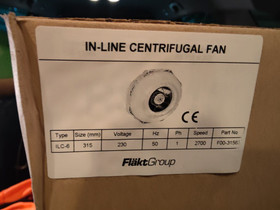 IN-LINE CENTRIFUGAL FAN
CE
Type Size (mm) Voltage Hz Ph Speed Part No.
ILC-6 315 230 50 1 2700
FläktGroup